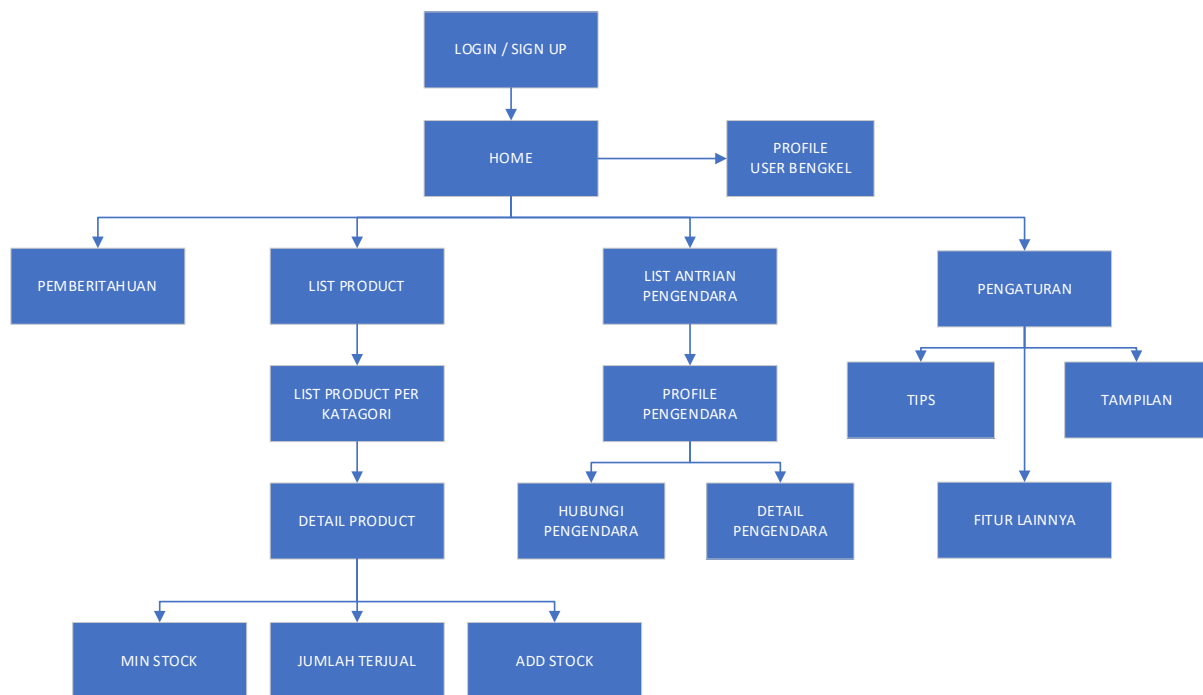 LOGIN / SIGN UP
HOME
PROFILE
USER BENGKEL
PEMBERITAHUAN
LIST PRODUCT
LIST ANTRIAN
PENGENDARA
PENGATURAN
LIST PRODUCT PER
KATAGORI
PROFILE
PENGENDARA
TIPS
TAMPILAN
DETAIL PRODUCT
HUBUNGI
PENGENDARA
DETAIL
PENGENDARA
FITUR LAINNYA
MIN STOCK
JUMLAH TERJUAL
ADD STOCK